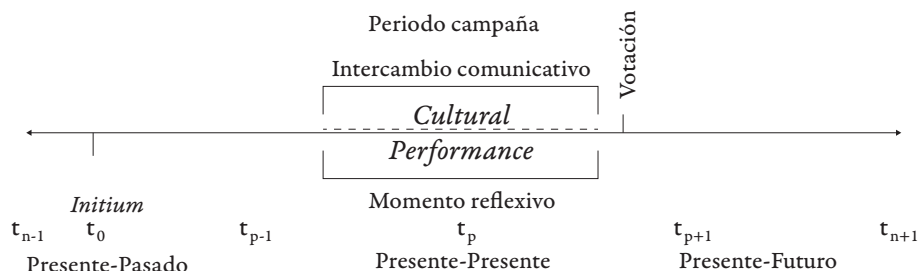 Periodo campaña
Intercambio comunicativo
Votación
Cultural
Performance
Momento reflexivo
Initium
tn-1 t0 tp-1 tp tp+1 tn+1
Presente-Pasado Presente-Presente Presente-Futuro